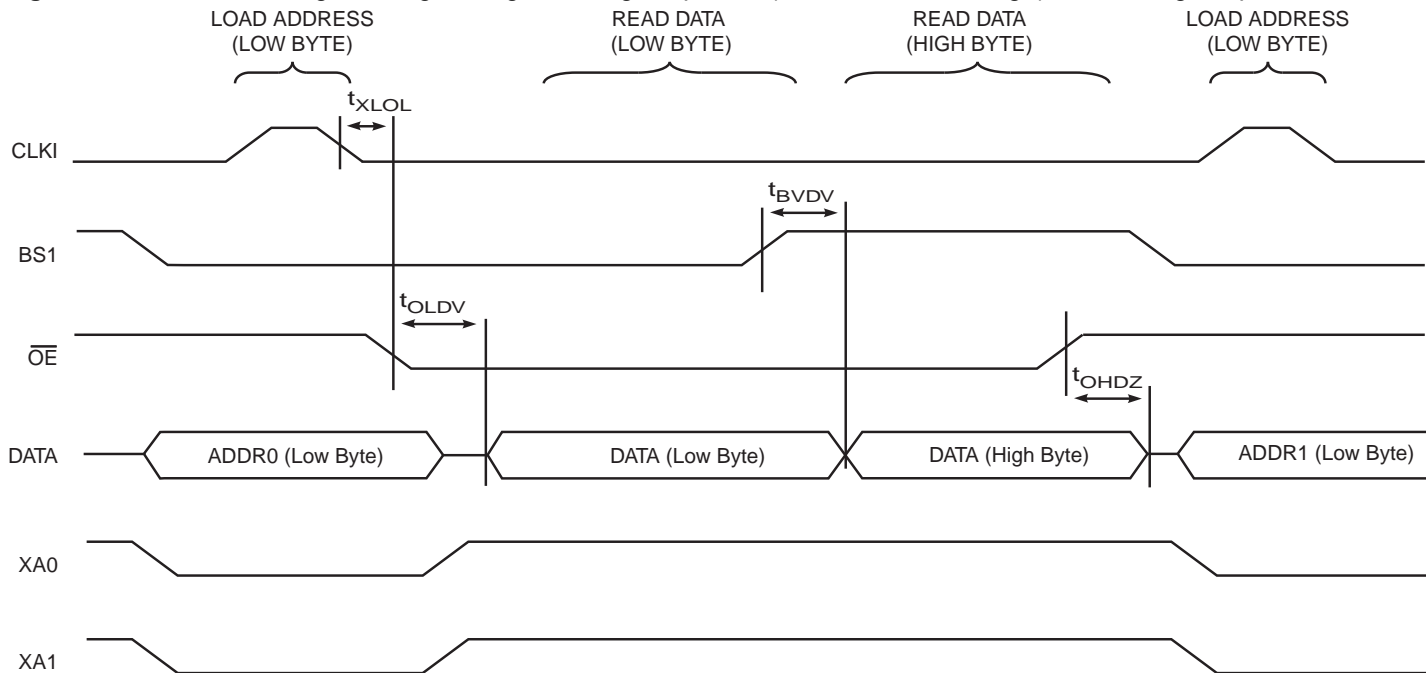 LOAD ADDRESS
(LOW BYTE)
READ DATA
(LOW BYTE)
READ DATA
(HIGH BYTE)
LOAD ADDRESS
(LOW BYTE)
tXLOL
CLKI
tBVDV
BS1
tOLDV
OE
tOHDZ
DATA
ADDR0 (Low Byte)
DATA (Low Byte)
DATA (High Byte)
ADDR1 (Low Byte)
XA0
XA1